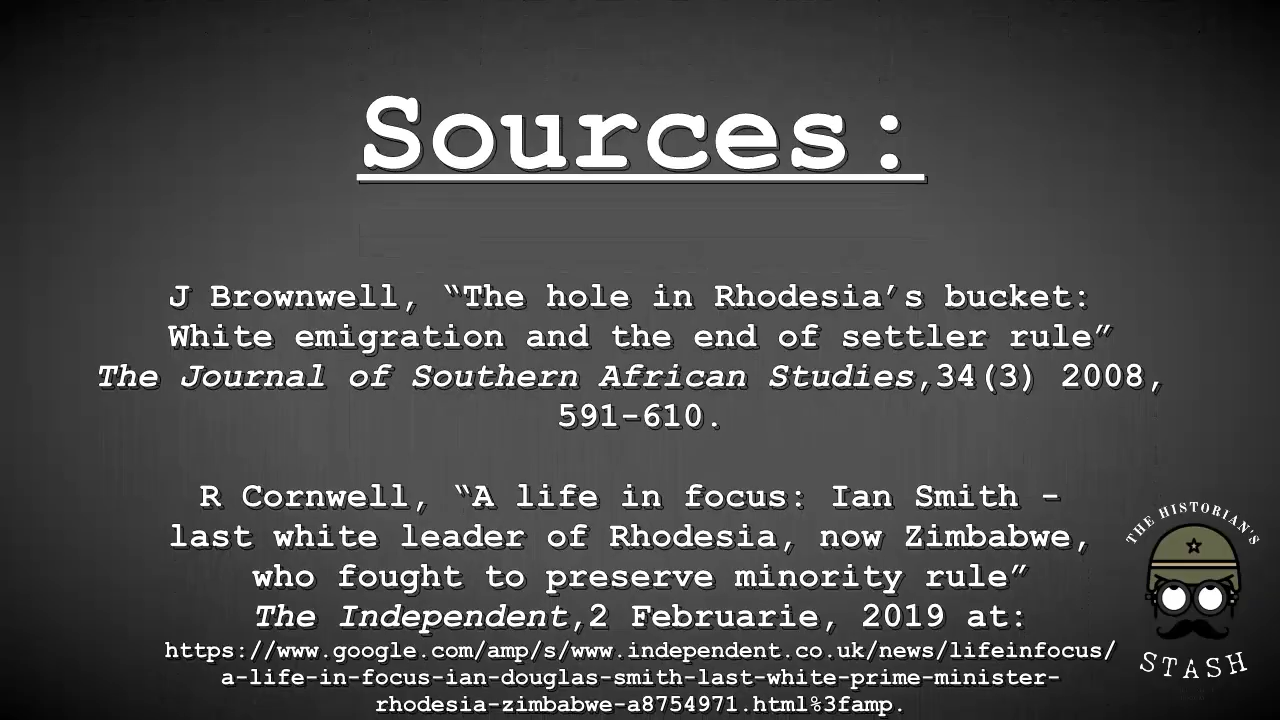 Sources:
J Brownwell, “The hole in Rhodesia’s bucket:
White emigration and the end of settler rule”
The Journal of Southern African Studies,34(3) 2008,
591-610.
R Cornwell, “A life in focus: Ian Smith -
last white leader of Rhodesia, now Zimbabwe,
who fought to preserve minority rule”
The Independent,2 Februarie, 2019 at:
https://www.google.com/amp/s/www.independent.co.uk/news/lifeinfocus/
a-life-in-focus-ian-douglas-smith-last-white-prime-minister-
rhodesia-zimbabwe-a8754971.html%3famp.
THE HISTORIAN'S
STASH